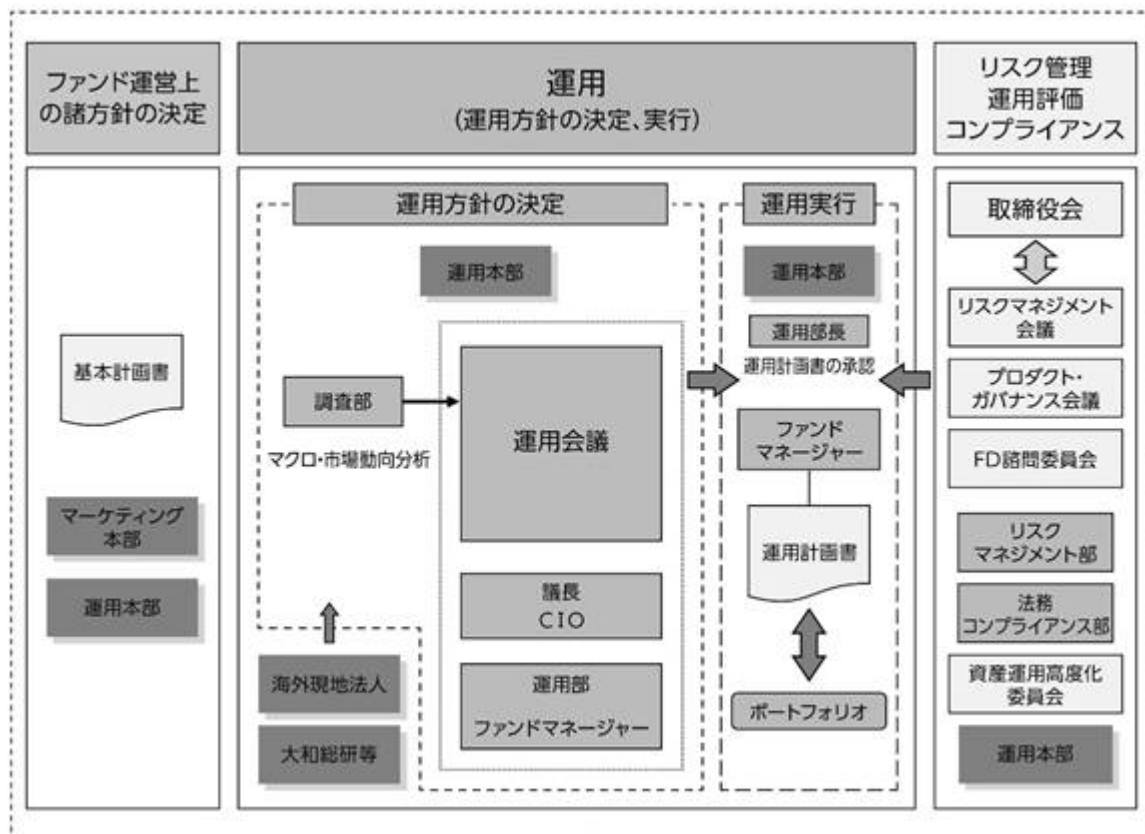 ファンド運営上
の諸方針の決定
運用
(運用方針の決定、実行)
リスク管理
運用評価
コンプライアンス
基本計画書
マーケティング
本部
運用本部
運用方針の決定
運用本部
調査部
マクロ・市場動向分析
運用会議
議長
CIO
運用部
ファンドマネージャー
海外現地法人
大和総研等
運用実行
運用本部
運用部長
運用計画書の承認
ファンド
マネージャー
運用計画書
ポートフォリオ
取締役会
リスクマネジメント
会議
プロダクト・
ガバナンス会議
FD諮問委員会
リスク
マネジメント部
法務
コンプライアンス部
資産運用高度化
委員会
運用本部